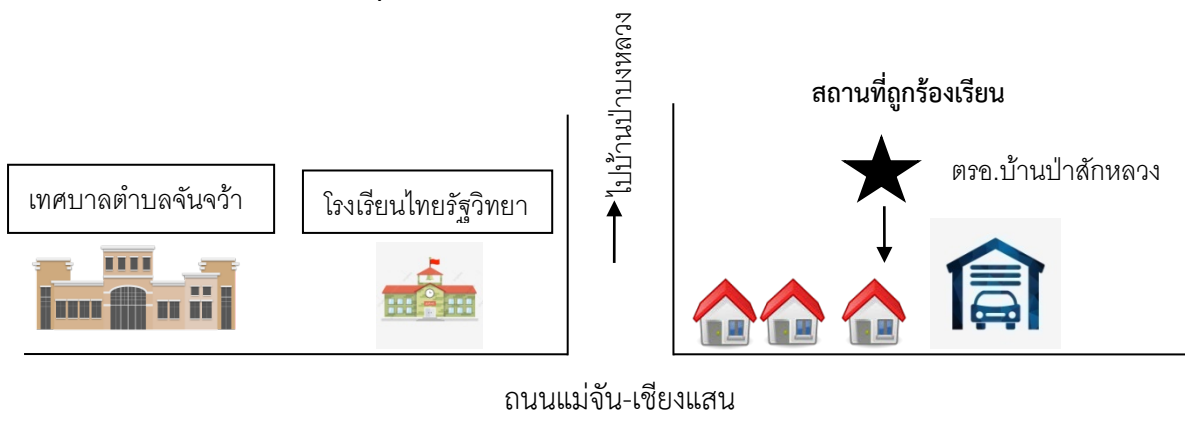 ไปบ้านป่าบงหลวง
สถานที่ถูกร้องเรียน
ตรอ.บ้านป่าสักหลวง
เทศบาลตำบลจันจว้า
โรงเรียนไทยรัฐวิทยา
ถนนแม่จัน-เชียงแสน